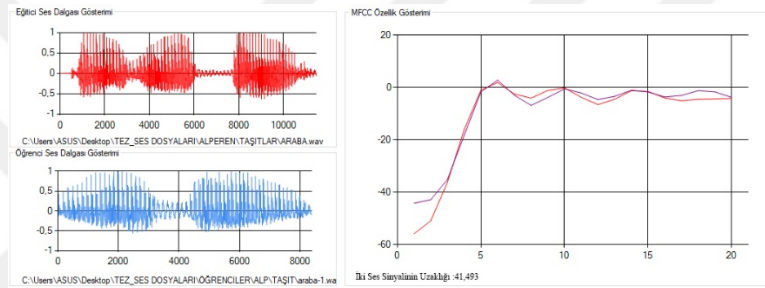 Eğitici Ses Dalgası Gösterimi
1
0,5
0
-0,5
-1
0 2000 4000 6000 8000 10000
C:\Users\ASUS\Desktop\TEZ_SES DOSYALARI\ALPEREN\TAŞITLAR\ARABA.wav
Öğrenci Ses Dalgası Gösterimi
1
0,5
0
-0,5
-1
0 2000 4000 6000 8000
C:\Users\ASUS\Desktop\TEZ_SES DOSYALARI\ÖĞRENCİLER\ALP\TAŞIT\araba-1.wa
MFCC Özellik Gösterimi
20
0
-20
-40
-60
0 5 10 15 20
İki Ses Sinyalinin Uzaklığı :41,493